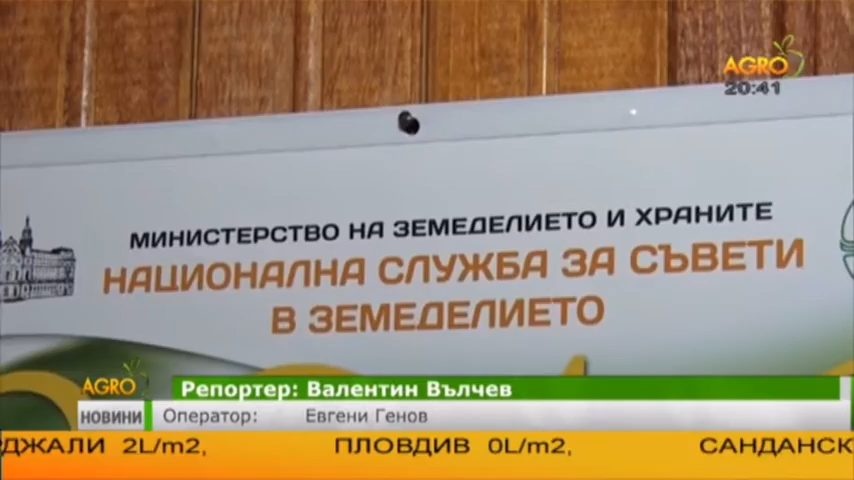 AGRO
20:41
МИНИСТЕРСТВО НА ЗЕМЕДЕЛИЕТО И ХРАНИТЕ
НАЦИОНАЛНА СЛУЖБА ЗА СЪВЕТИ
В ЗЕМЕДЕЛИЕТО
AGRO
НОВИНИ
Репортер: Валентин Вълчев
Оператор: Евгени Генов
РДЖАЛИ 2L/m2, ПЛОВДИВ 0L/m2, САНДАНСК